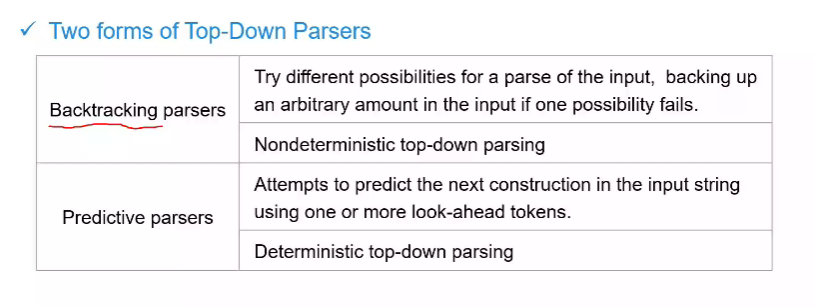 ✓ Two forms of Top-Down Parsers
Backtracking parsers
Try different possibilities for a parse of the input, backing up
an arbitrary amount in the input if one possibility fails.
Nondeterministic top-down parsing
Predictive parsers
Attempts to predict the next construction in the input string
using one or more look-ahead tokens.
Deterministic top-down parsing